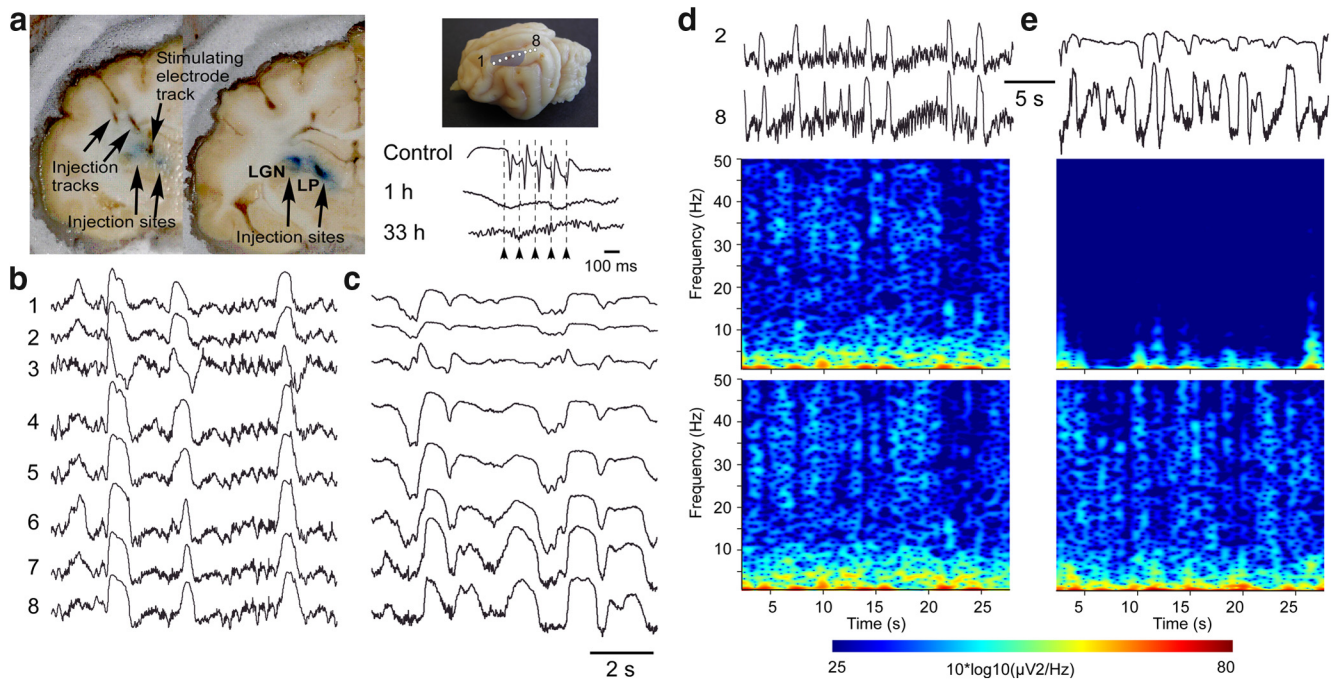 a
Stimulating
electrode
track
Injection
tracks
Injection sites
LGN
LP
Injection sites
1
8
Control
1 h
33 h
100 ms
b
1
2
3
4
5
6
7
8
c
2 s
d
2
8
5 s
e
50
40
30
20
10
Frequency (Hz)
50
40
30
20
10
Frequency (Hz)
5 10 15 20 25
Time (s)
5 10 15 20 25
Time (s)
25 10*log10(µV2/Hz) 80